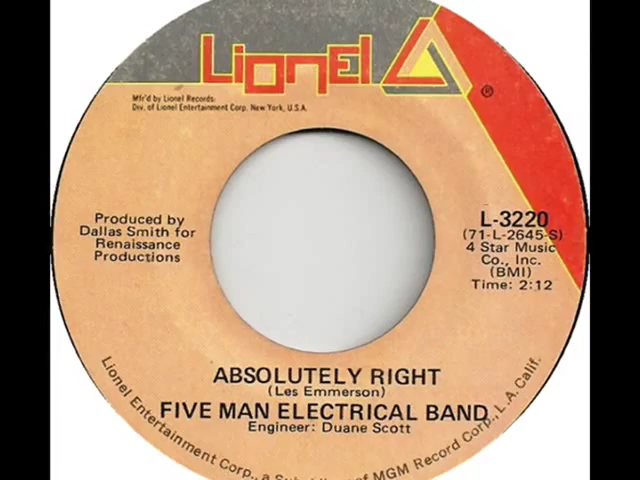 Lionel
®
Mfr'd by Lionel Records:
Div. of Lionel Entertainment Corp. New York, U.S.A.
Produced by
Dallas Smith for
Renaissance
Productions
L-3220
(71-L-2645-S)
4 Star Music
Co., Inc.
(BMI)
Time: 2:12
ABSOLUTELY RIGHT
(Les Emmerson)
FIVE MAN ELECTRICAL BAND
Engineer: Duane Scott
Lionel Entertainment Corp., a of MGM Record Corp., L.A. Calif.